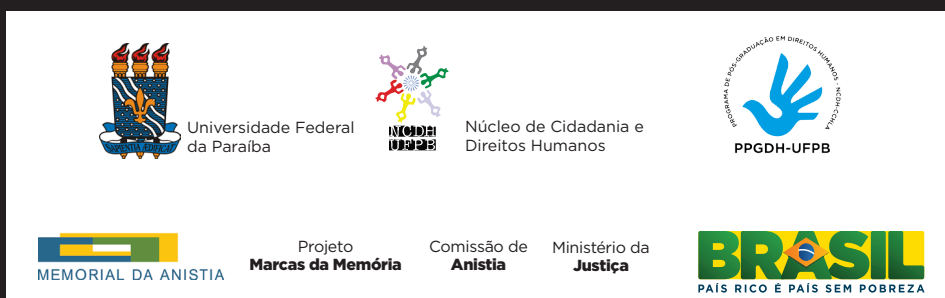 SAPIENTIA ÆDIFICAT
Universidade Federal
da Paraíba
NCDH
UFPB
Núcleo de Cidadania e
Direitos Humanos
PROGRAMA DE PÓS-GRADUAÇÃO EM DIREITOS HUMANOS - NCDH-CCHLA
PPGDH-UFPB
MEMORIAL DA ANISTIA
Projeto
Marcas da Memória
Comissão de
Anistia
Ministério da
Justiça
BRASIL
PAÍS RICO É PAÍS SEM POBREZA